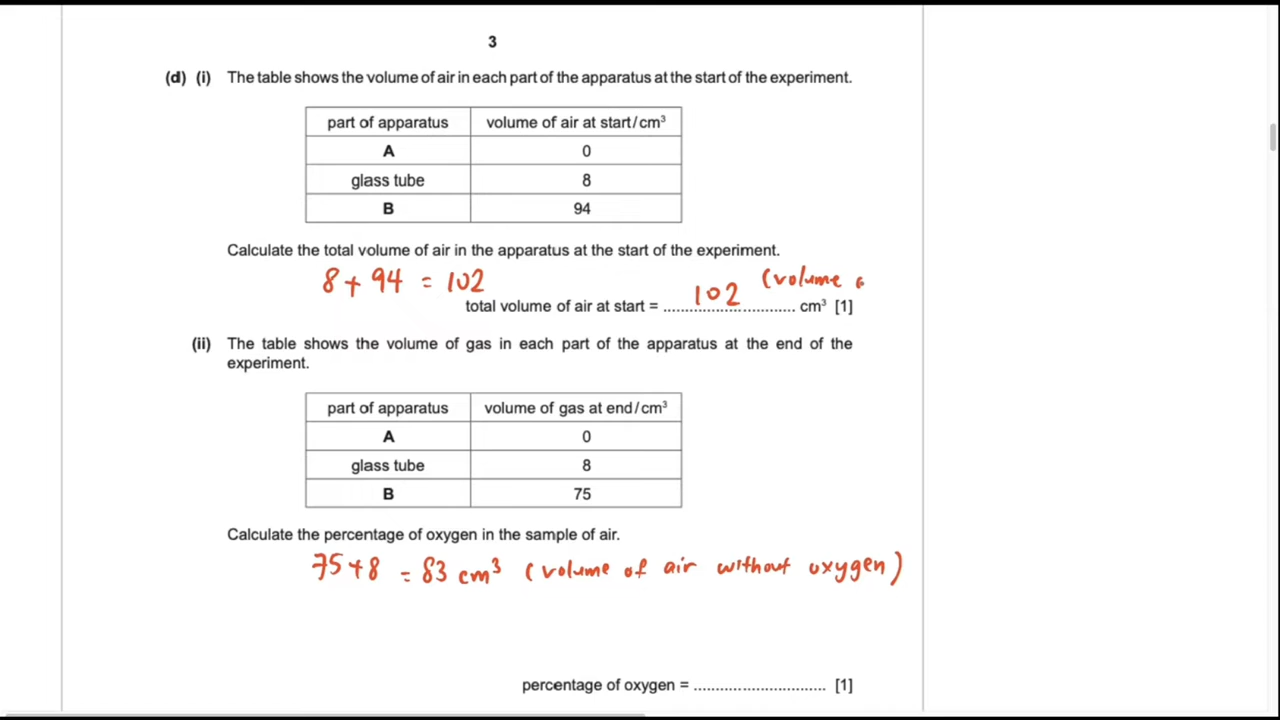 3
(d) (i) The table shows the volume of air in each part of the apparatus at the start of the experiment.
part of apparatus volume of air at start/cm³
A 0
glass tube 8
B 94
Calculate the total volume of air in the apparatus at the start of the experiment.
8 + 94 = 102
(volume
total volume of air at start = 102 cm³ [1]
(ii) The table shows the volume of gas in each part of the apparatus at the end of the
experiment.
part of apparatus volume of gas at end/cm³
A 0
glass tube 8
B 75
Calculate the percentage of oxygen in the sample of air.
75+8 = 83 cm³ (volume of air without oxygen)
percentage of oxygen = .............................. [1]